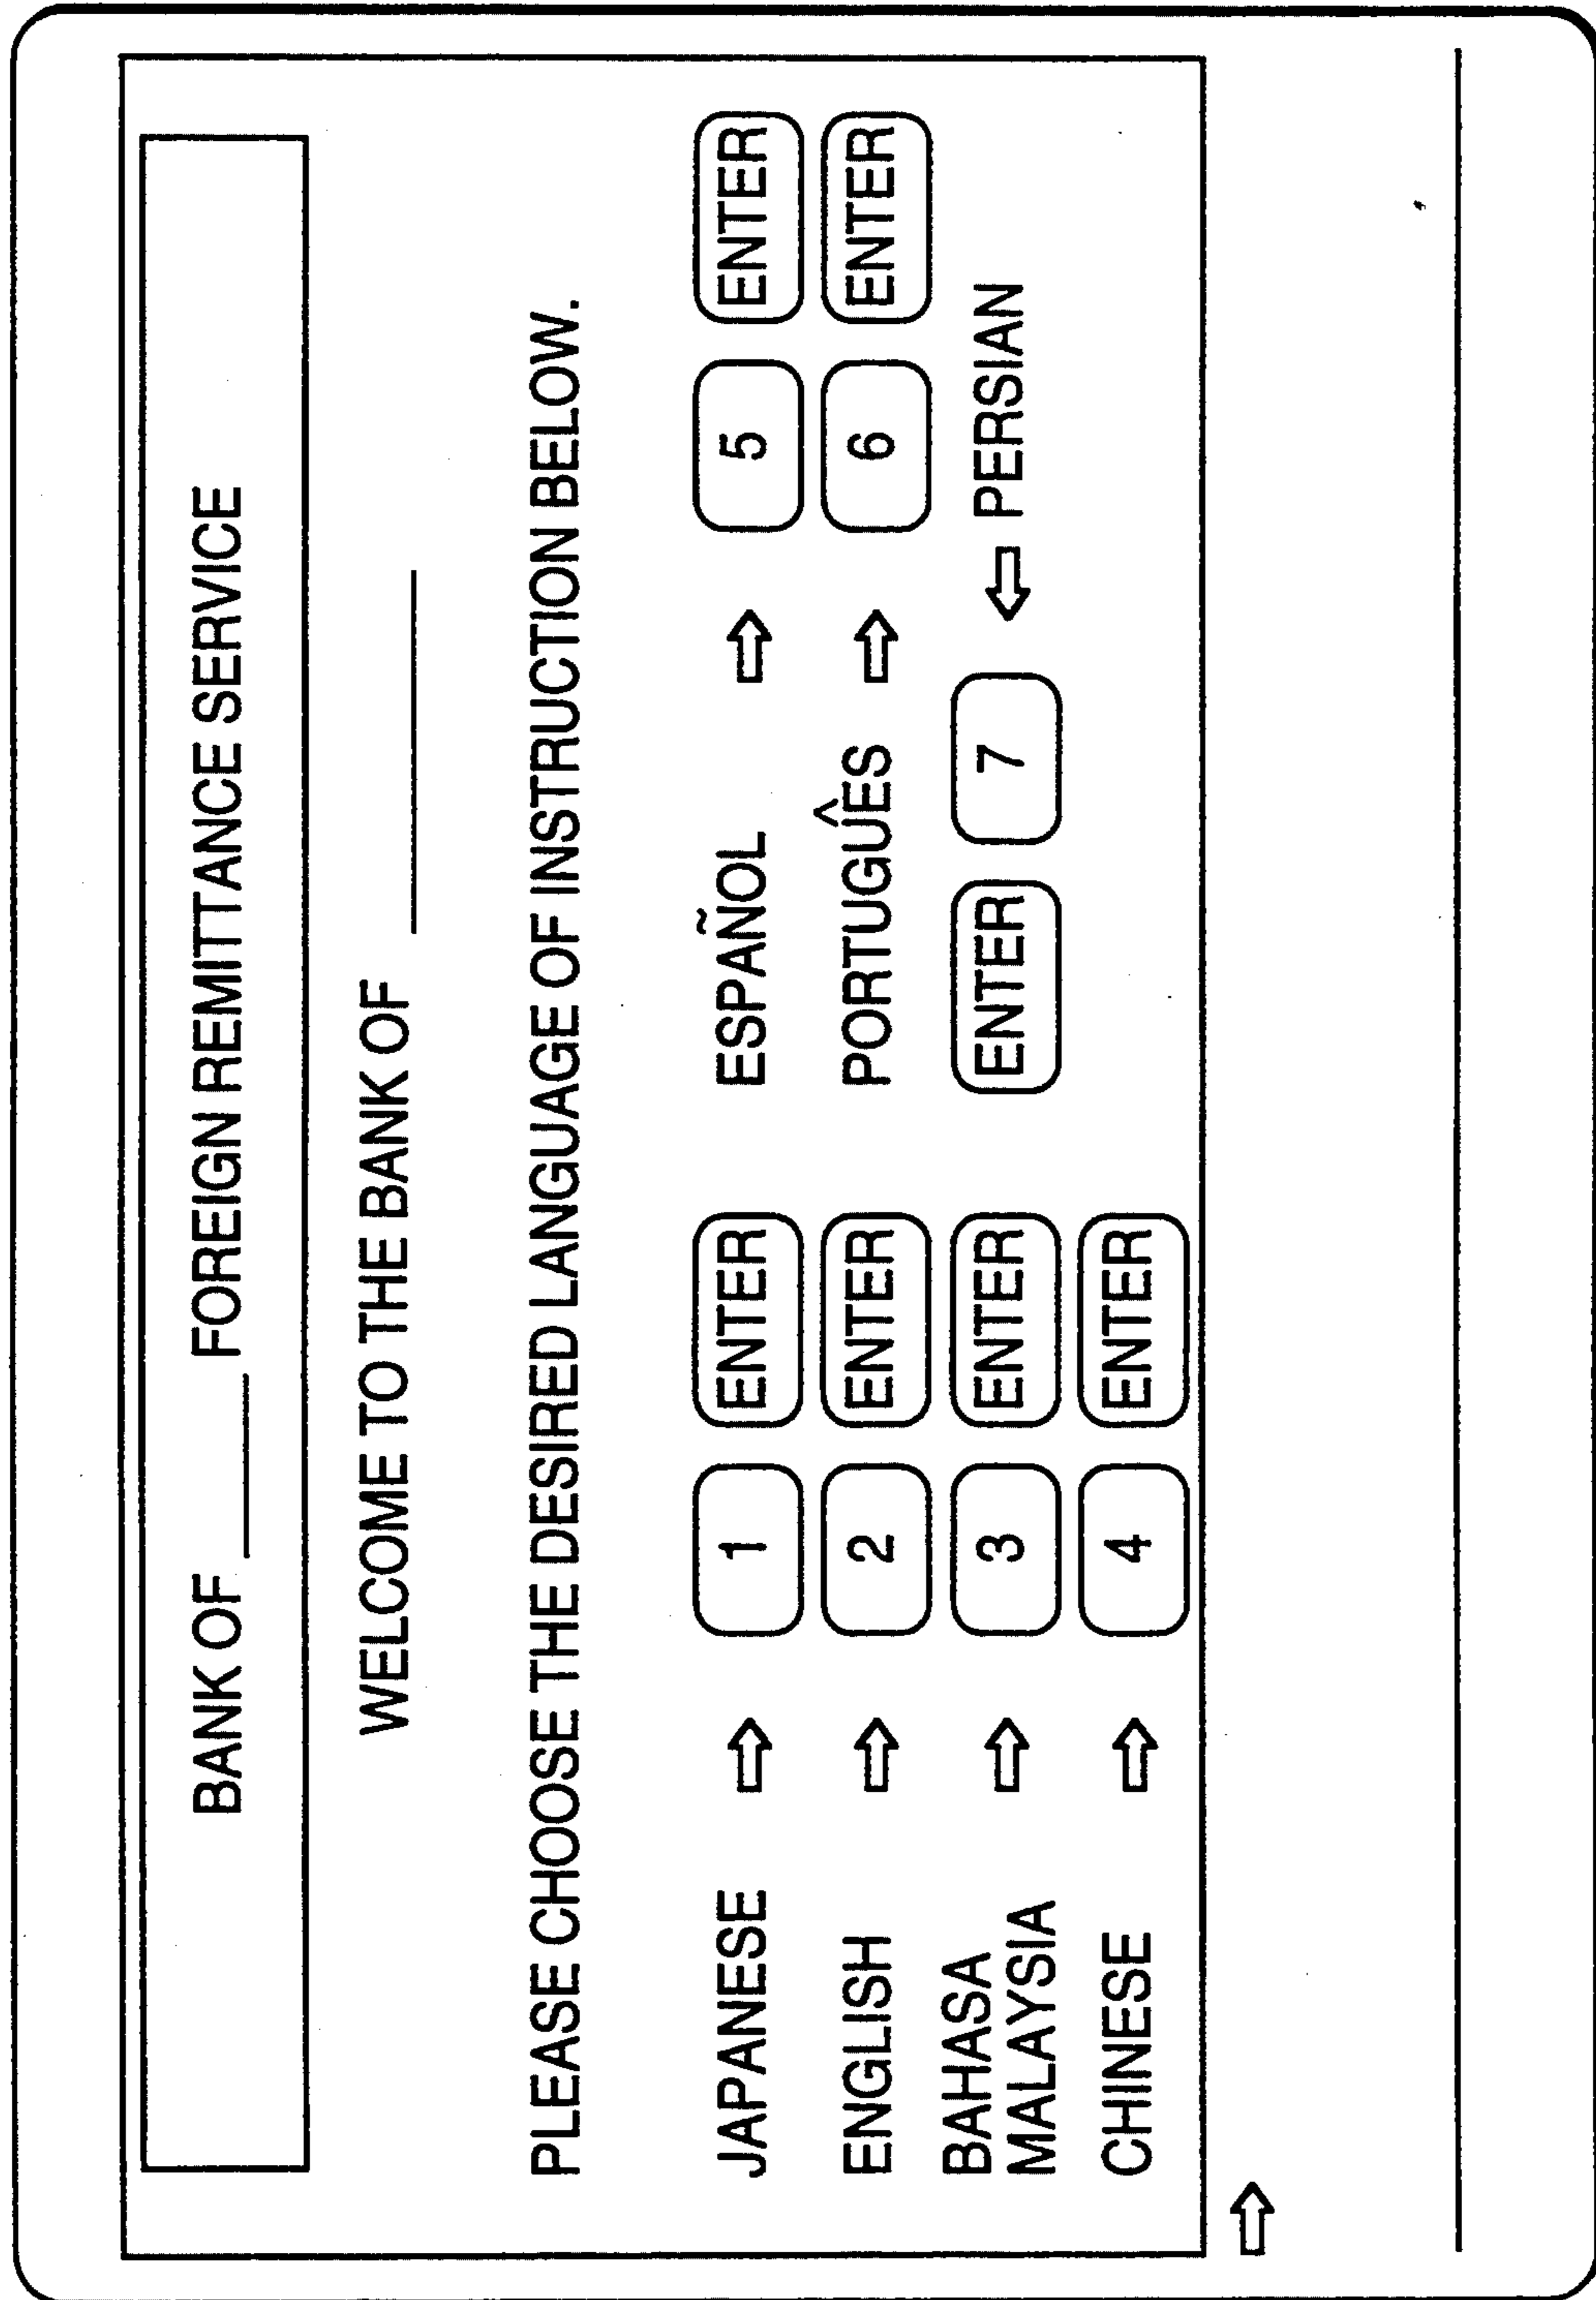 BANK OF ____ FOREIGN REMITTANCE SERVICE
WELCOME TO THE BANK OF ________
PLEASE CHOOSE THE DESIRED LANGUAGE OF INSTRUCTION BELOW.
JAPANESE ⇨ 1 ENTER ESPAÑOL ⇨ 5 ENTER
ENGLISH ⇨ 2 ENTER PORTUGUÊS ⇨ 6 ENTER
BAHASA
MALAYSIA ⇨ 3 ENTER ENTER 7 ⇦ PERSIAN
CHINESE ⇨ 4 ENTER
⇨